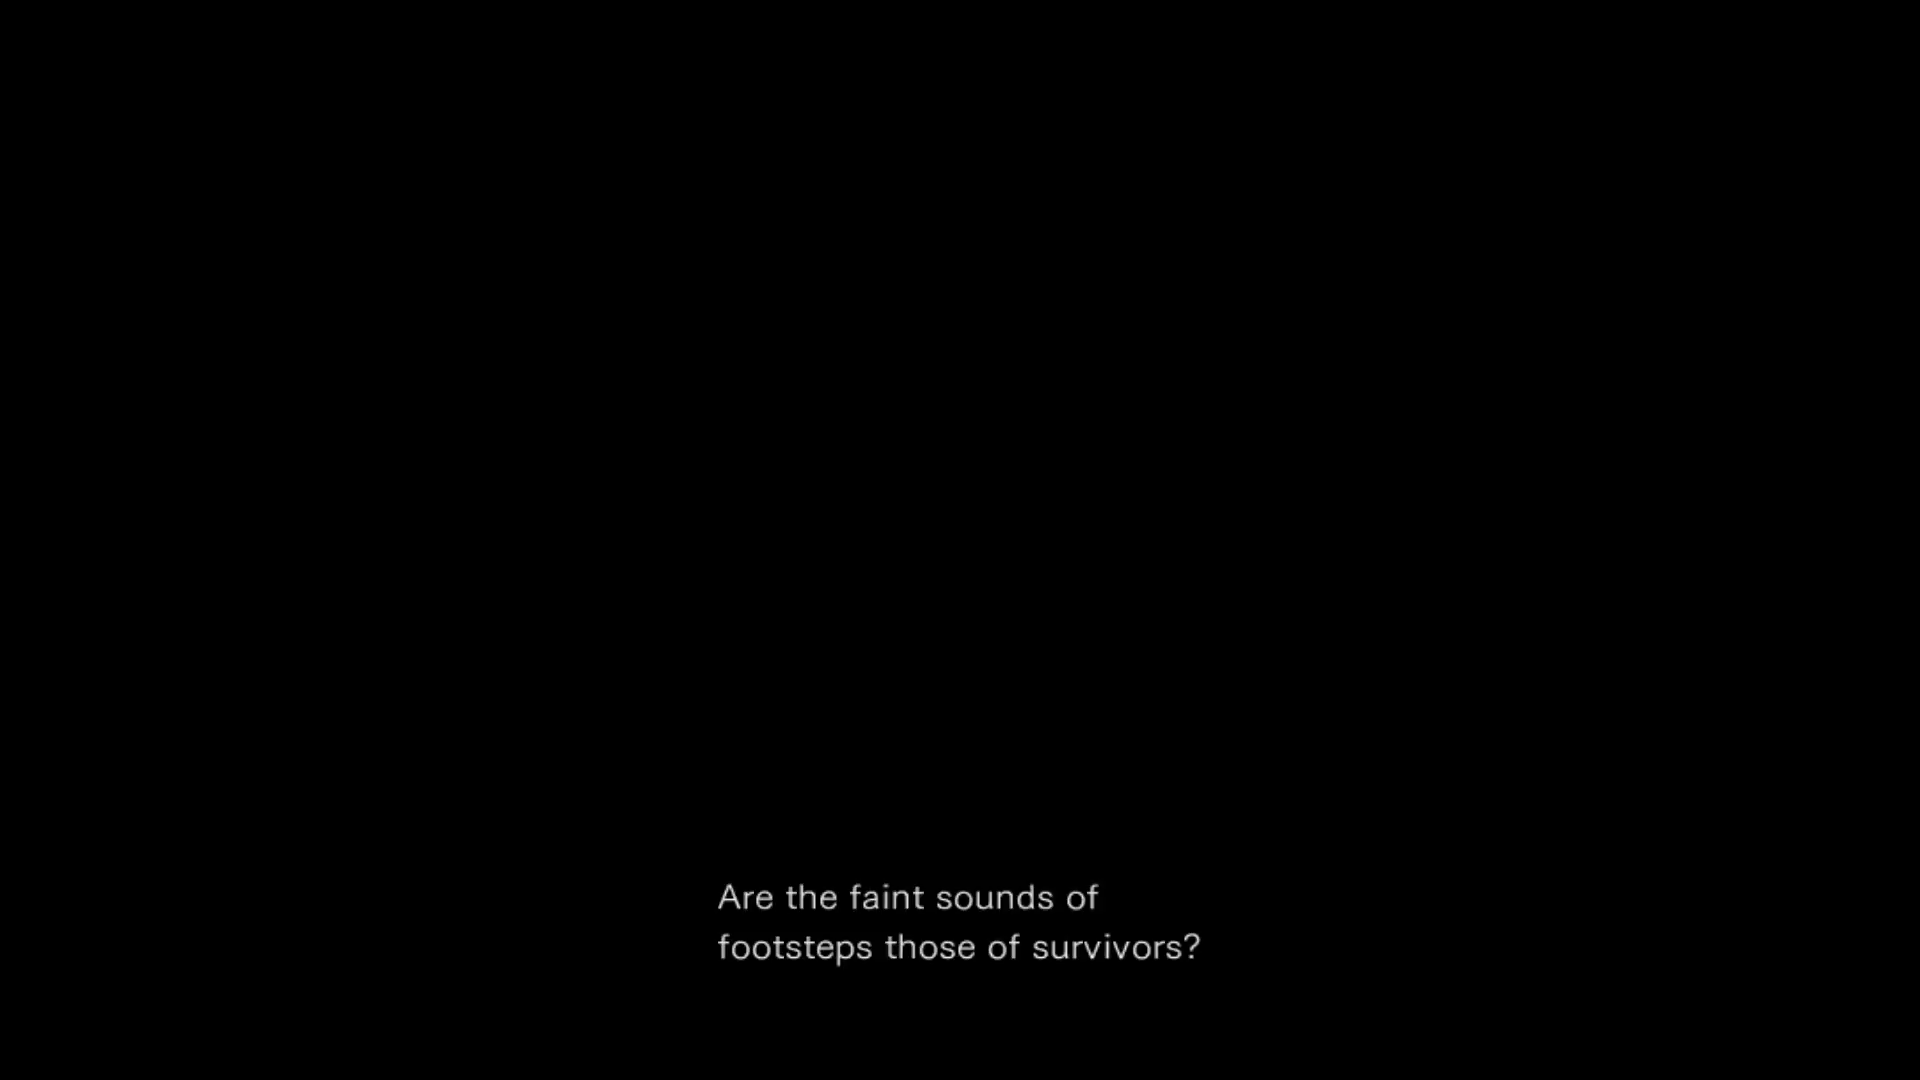 Are the faint sounds of
footsteps those of survivors?